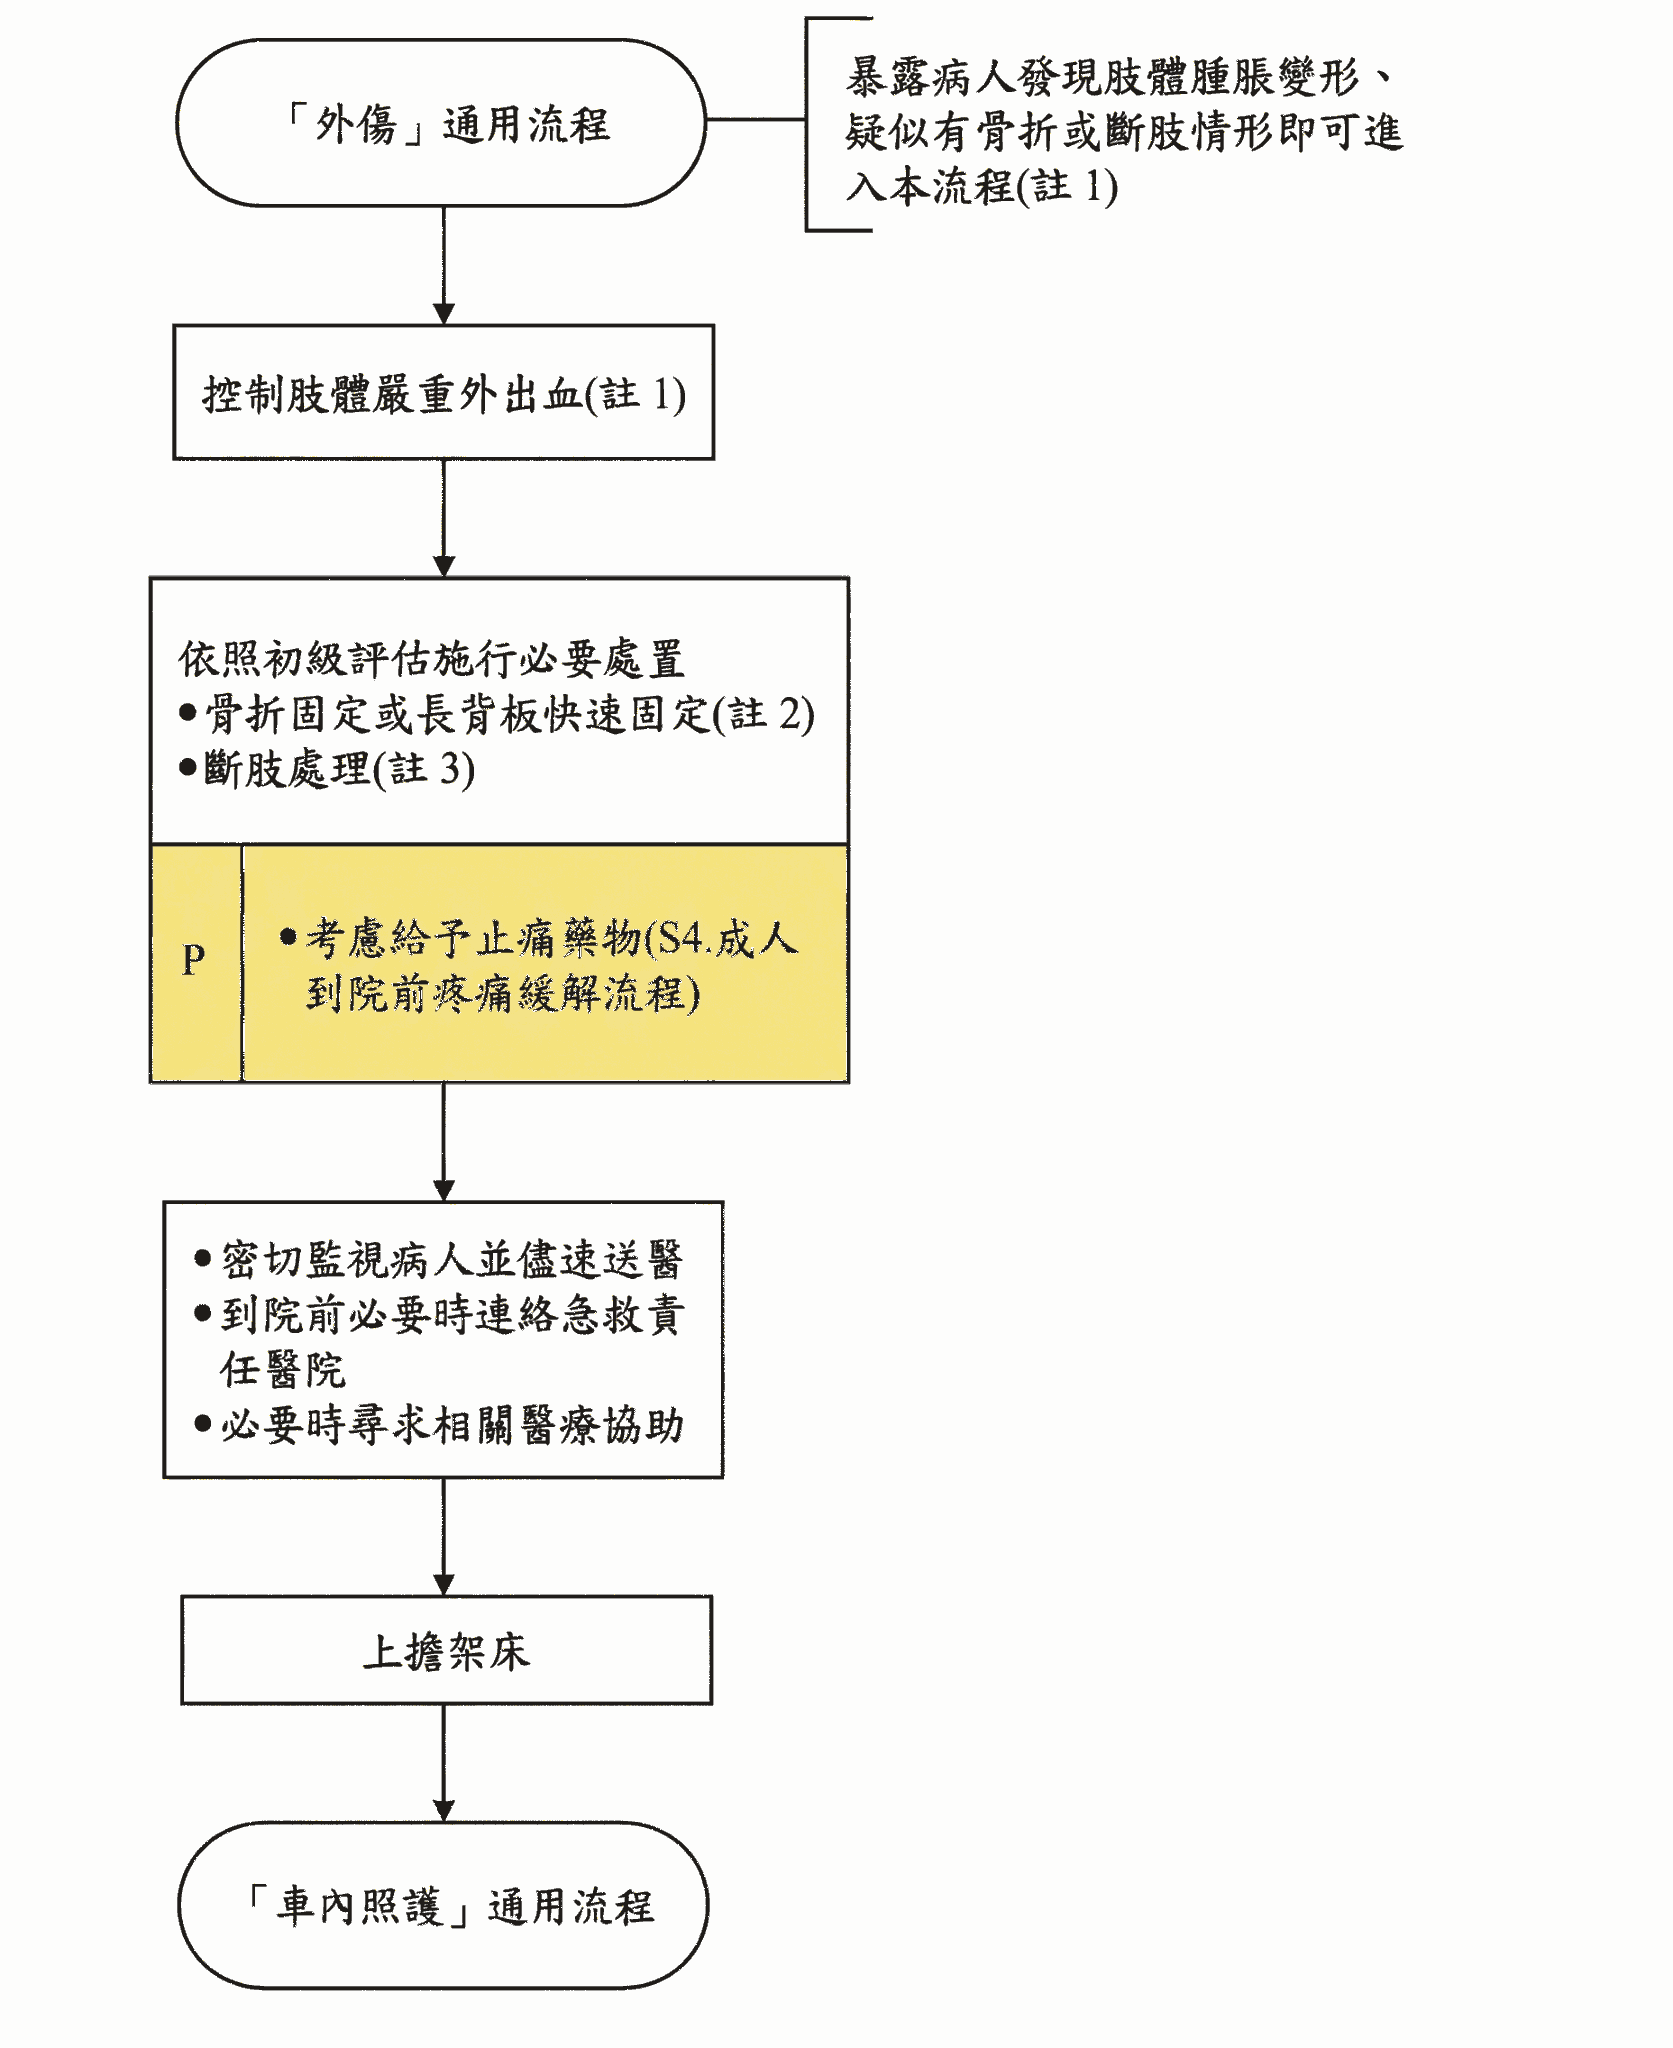 「外傷」通用流程
暴露病人發現肢體腫脹變形、
疑似有骨折或斷肢情形即可進
入本流程(註 1)
控制肢體嚴重外出血(註 1)
依照初級評估施行必要處置
●骨折固定或長背板快速固定(註 2)
●斷肢處理(註 3)
P
●考慮給予止痛藥物(S4.成人
到院前疼痛緩解流程)
●密切監視病人並儘速送醫
●到院前必要時連絡急救責
任醫院
●必要時尋求相關醫療協助
上擔架床
「車內照護」通用流程